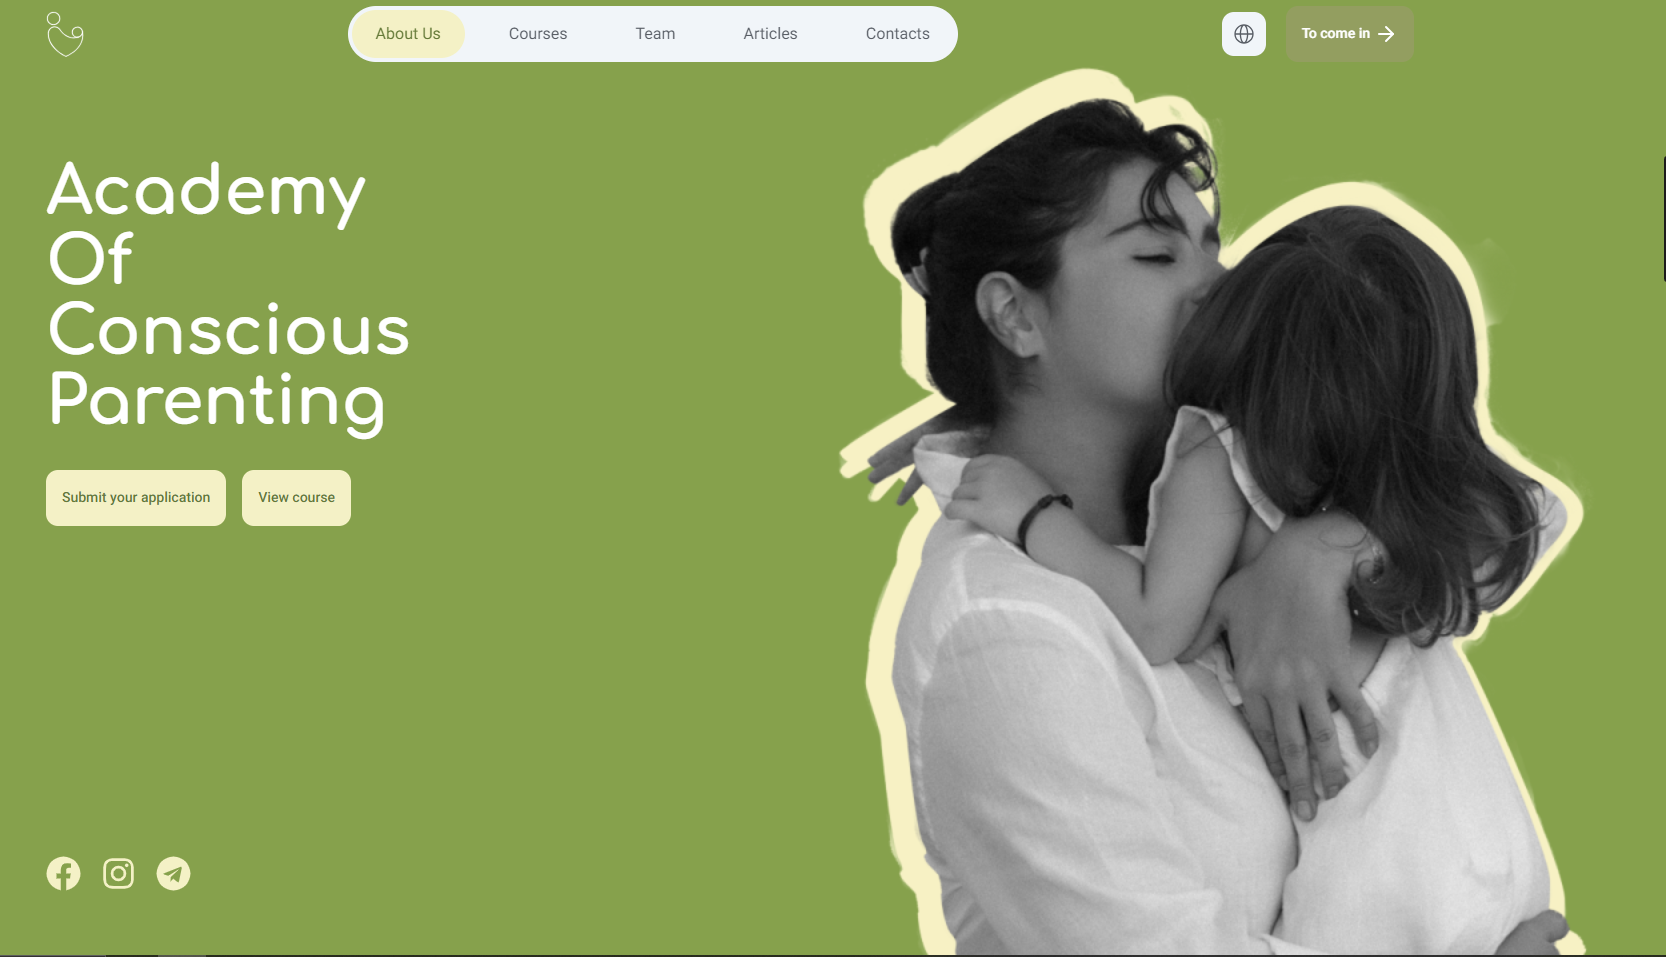 About Us
Courses
Team
Articles
Contacts
To come in
Academy
Of
Conscious
Parenting
Submit your application
View course